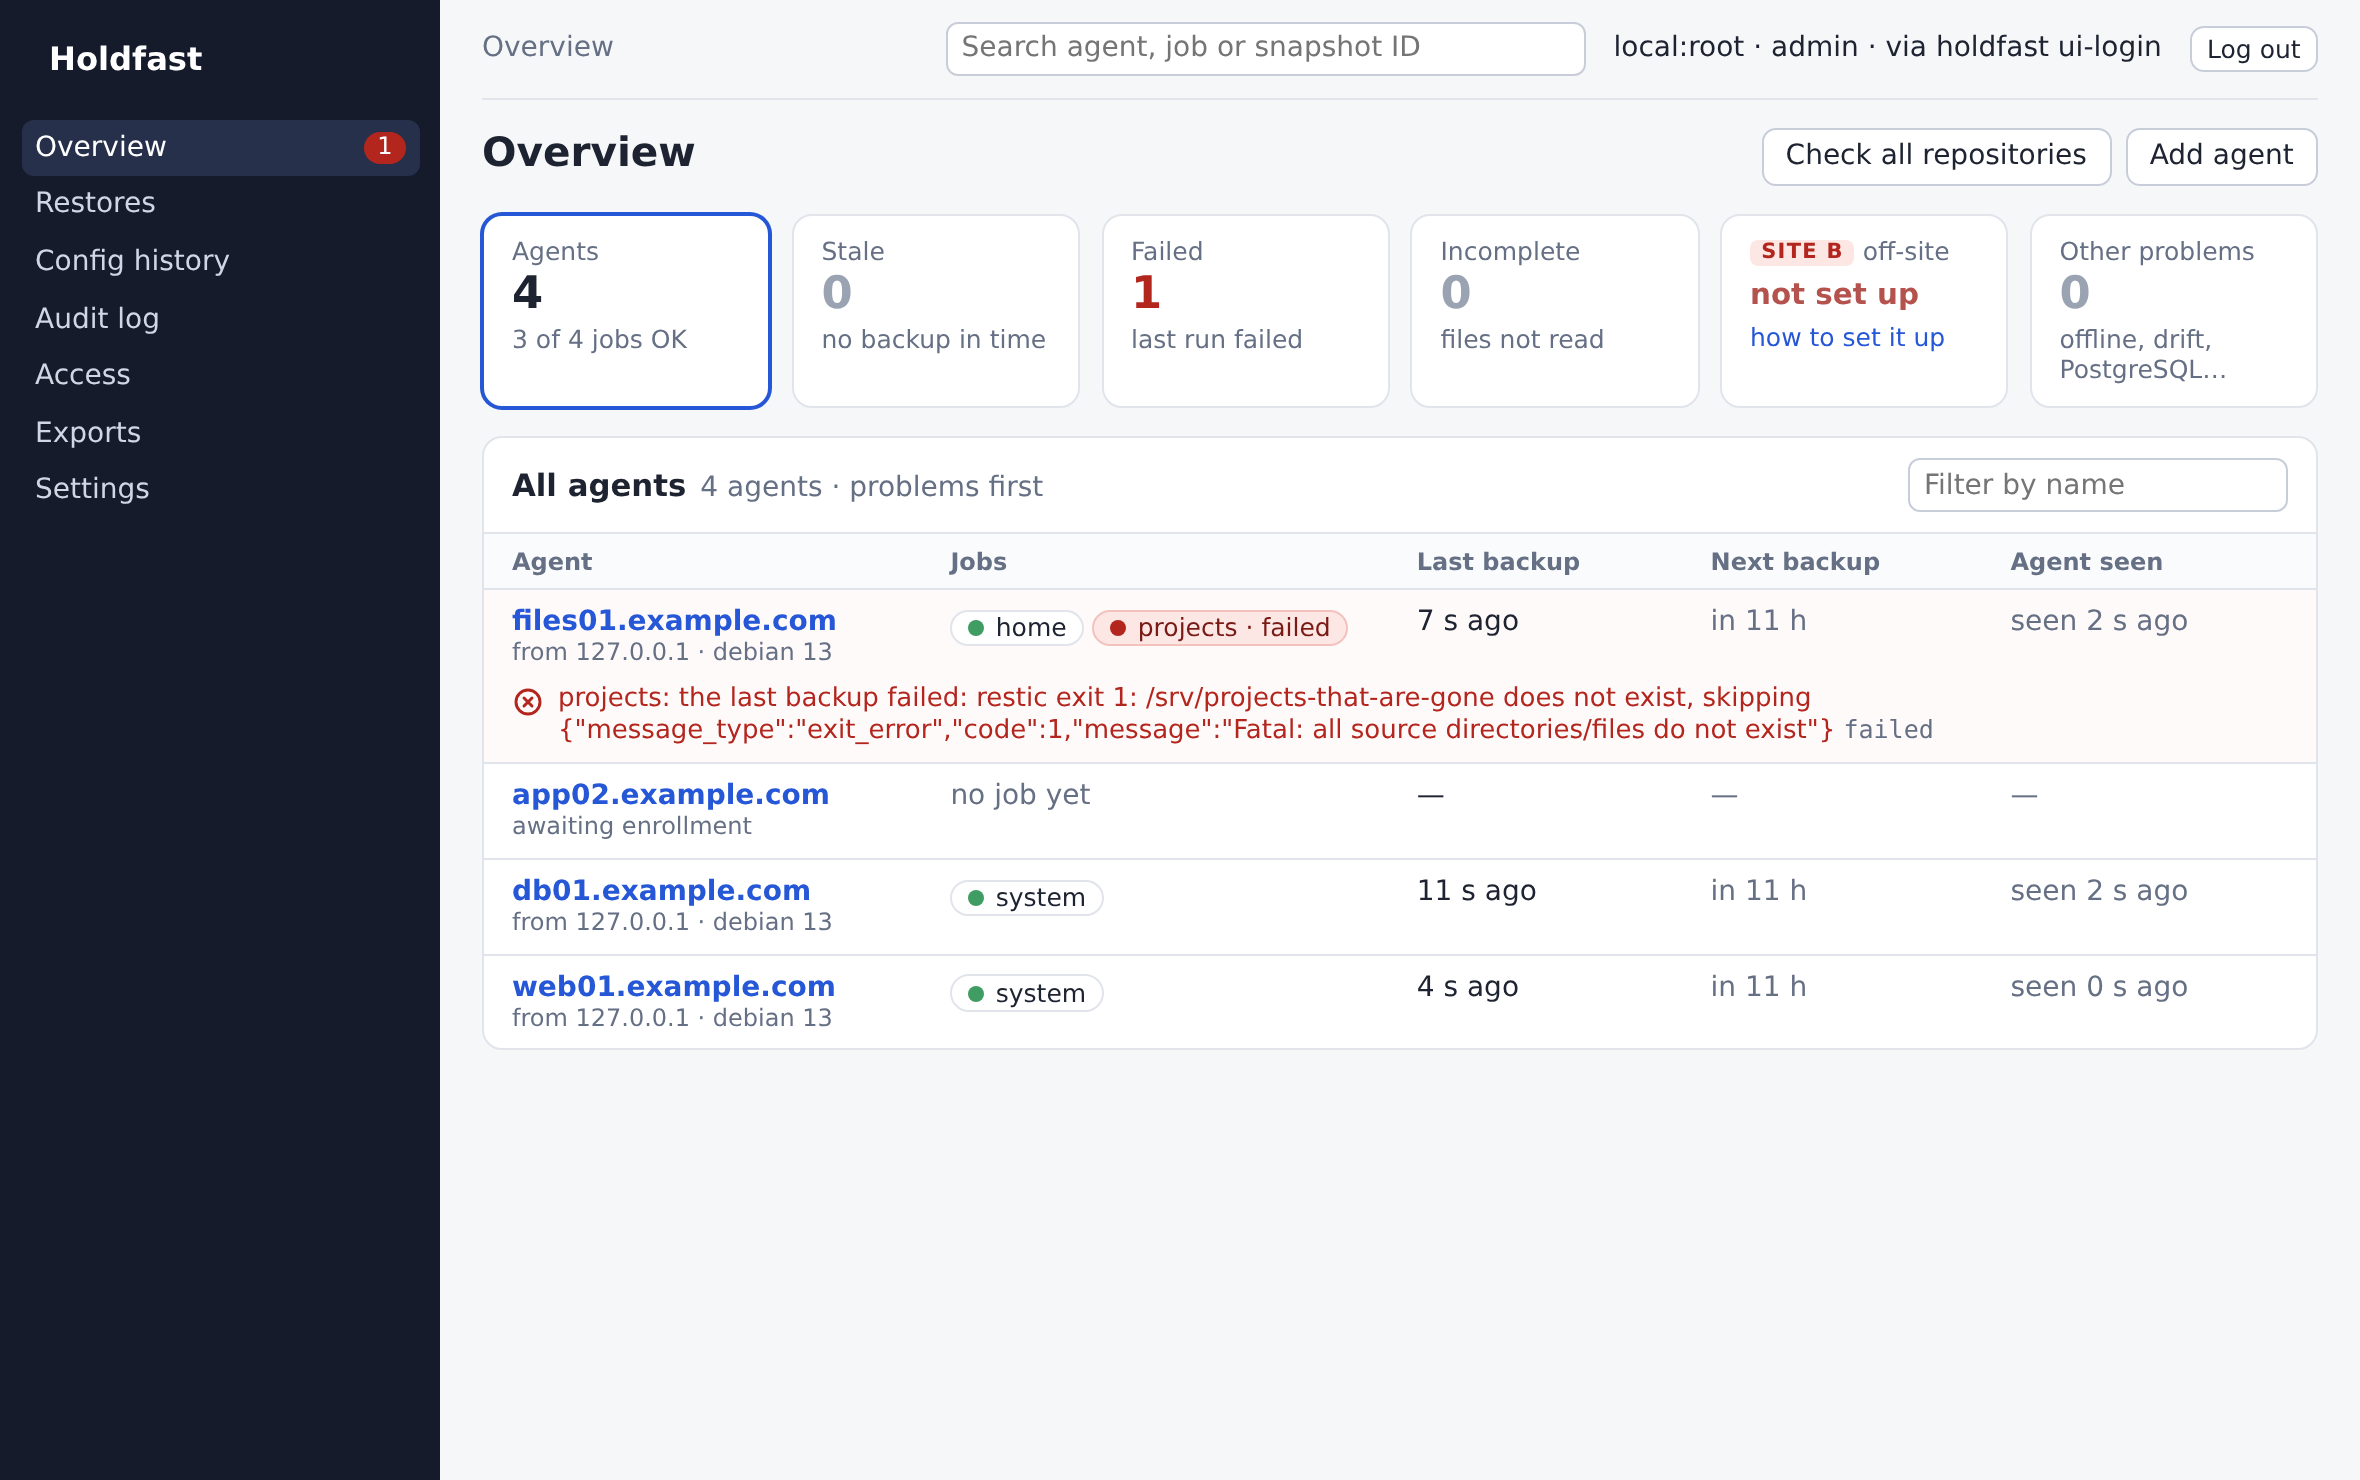 Holdfast
Overview 1
Restores
Config history
Audit log
Access
Exports
Settings
Overview
Search agent, job or snapshot ID
local:root · admin · via holdfast ui-login
Log out
Overview
Check all repositories
Add agent
Agents
4
3 of 4 jobs OK
Stale
0
no backup in time
Failed
1
last run failed
Incomplete
0
files not read
SITE B off-site
not set up
how to set it up
Other problems
0
offline, drift,
PostgreSQL…
All agents 4 agents · problems first
Filter by name
Agent Jobs Last backup Next backup Agent seen
files01.example.com home projects · failed 7 s ago in 11 h seen 2 s ago
from 127.0.0.1 · debian 13
projects: the last backup failed: restic exit 1: /srv/projects-that-are-gone does not exist, skipping
{"message_type":"exit_error","code":1,"message":"Fatal: all source directories/files do not exist"} failed
app02.example.com no job yet — — —
awaiting enrollment
db01.example.com system 11 s ago in 11 h seen 2 s ago
from 127.0.0.1 · debian 13
web01.example.com system 4 s ago in 11 h seen 0 s ago
from 127.0.0.1 · debian 13